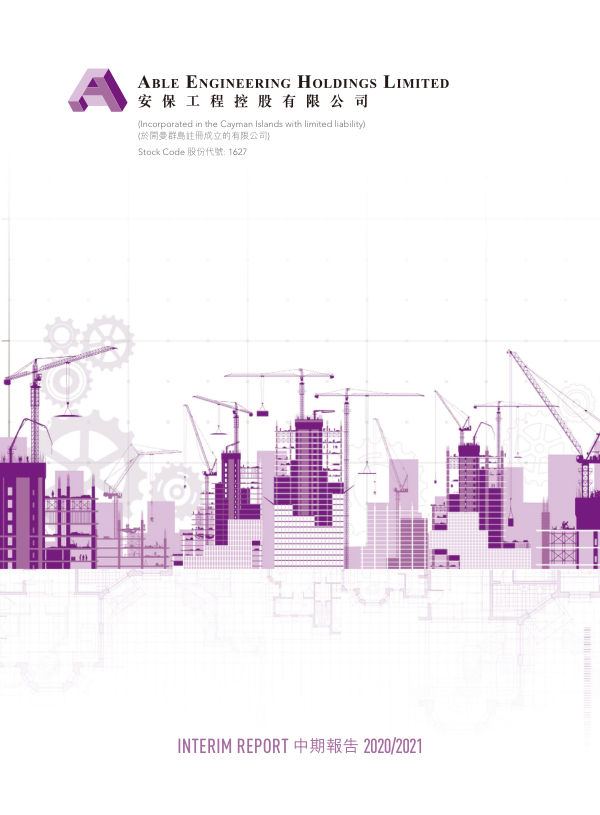 ABLE ENGINEERING HOLDINGS LIMITED
安保工程控股有限公司
(Incorporated in the Cayman Islands with limited liability)
(於開曼群島註冊成立的有限公司)
Stock Code 股份代號: 1627
INTERIM REPORT 中期報告 2020/2021